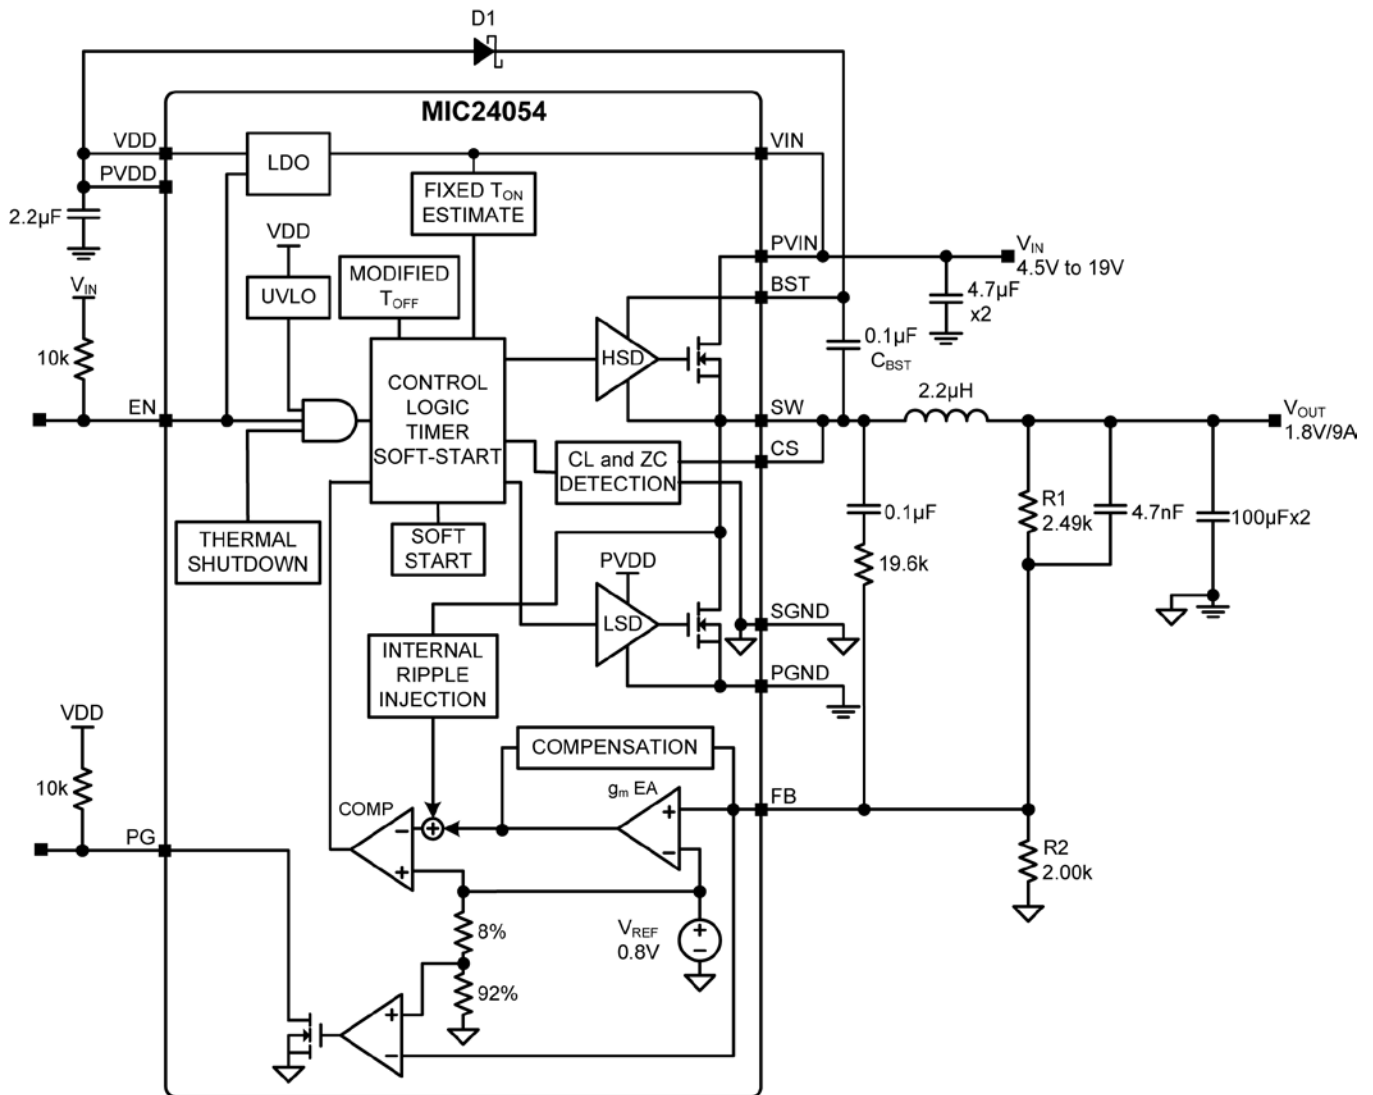 D1
MIC24054
VDD
LDO
VIN
PVDD
FIXED TON
ESTIMATE
2.2µF
VDD
PVIN
VIN
4.5V to 19V
MODIFIED
TOFF
VIN
UVLO
BST
4.7µF
x2
10k
HSD
0.1µF
CBST
CONTROL
LOGIC
TIMER
SOFT-START
2.2µH
EN
SW
VOUT
1.8V/9A
CS
CL and ZC
DETECTION
R1
2.49k
4.7nF
100µFx2
0.1µF
THERMAL
SHUTDOWN
SOFT
START
19.6k
PVDD
LSD
SGND
INTERNAL
RIPPLE
INJECTION
PGND
VDD
COMPENSATION
10k
COMP
gm EA
FB
+
−
+
PG
−
+
R2
2.00k
8%
VREF
0.8V
+
−
92%
+
−